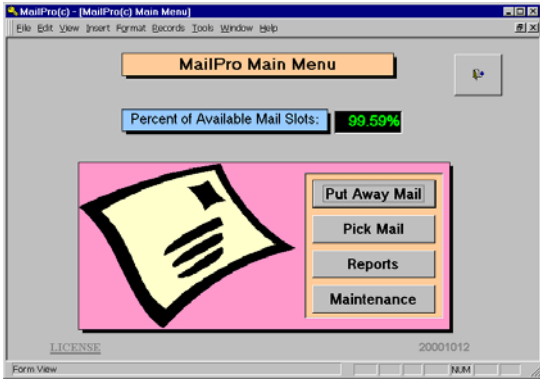 MailPro(c) - [MailPro(c) Main Menu]
File Edit View Insert Format Records Tools Window Help
MailPro Main Menu
Percent of Available Mail Slots: 99.59%
Put Away Mail
Pick Mail
Reports
Maintenance
LICENSE 20001012
Form View NUM